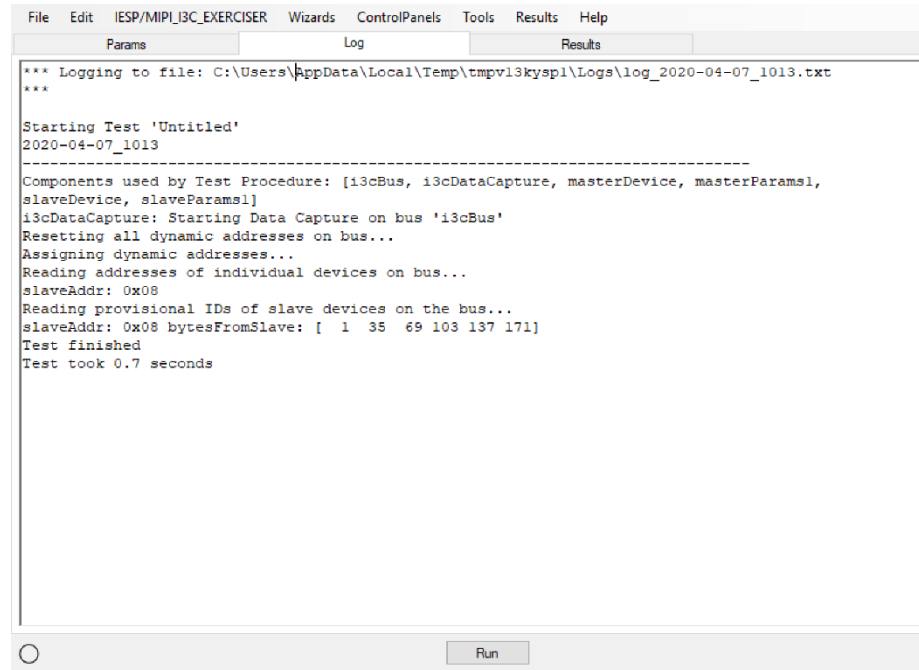 File Edit IESP/MIPI_I3C_EXERCISER Wizards ControlPanels Tools Results Help
Params Log Results
*** Logging to file: C:\Users\AppData\Local\Temp\tmpvl3kyspl\Logs\log_2020-04-07_1013.txt
***
Starting Test 'Untitled'
2020-04-07_1013
--------------------------------------------------------------------------------
Components used by Test Procedure: [i3cBus, i3cDataCapture, masterDevice, masterParams1,
slaveDevice, slaveParams1]
i3cDataCapture: Starting Data Capture on bus 'i3cBus'
Resetting all dynamic addresses on bus...
Assigning dynamic addresses...
Reading addresses of individual devices on bus...
slaveAddr: 0x08
Reading provisional IDs of slave devices on the bus...
slaveAddr: 0x08 bytesFromSlave: [  1  35  69 103 137 171]
Test finished
Test took 0.7 seconds
Run